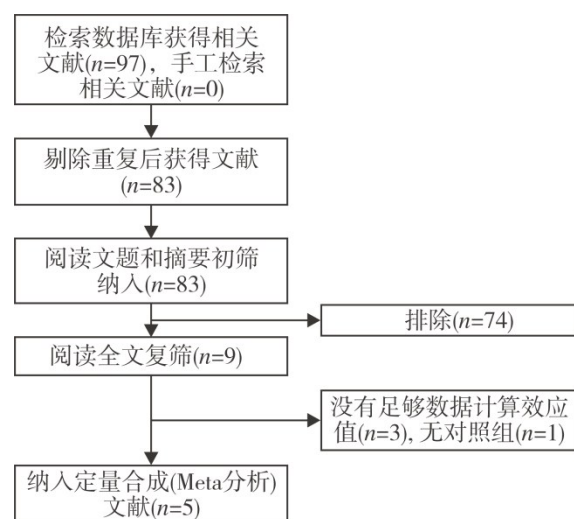 检索数据库获得相关
文献(n=97)，手工检索
相关文献(n=0)
剔除重复后获得文献
(n=83)
阅读文题和摘要初筛
纳入(n=83)
排除(n=74)
阅读全文复筛(n=9)
没有足够数据计算效应
值(n=3), 无对照组(n=1)
纳入定量合成(Meta分析)
文献(n=5)